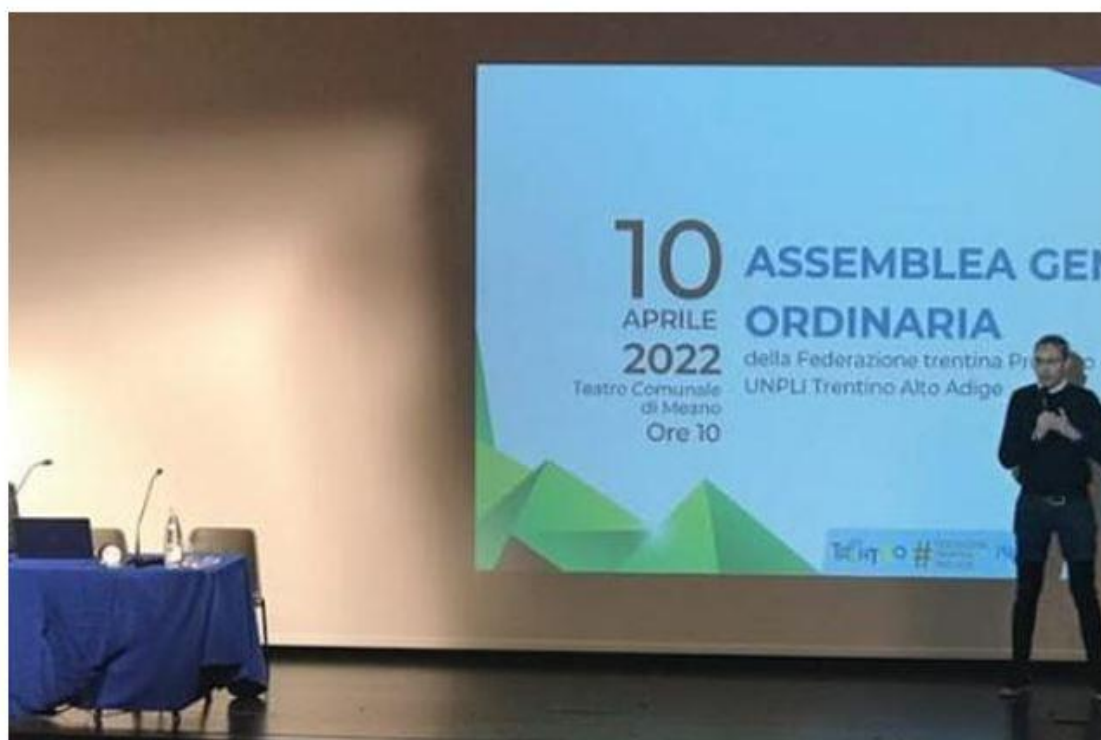 10
APRILE
2022
Teatro Comunale
di Meano
Ore 10
ASSEMBLEA GEN
ORDINARIA
della Federazione trentina
UNPLI Trentino Alto Adige
#